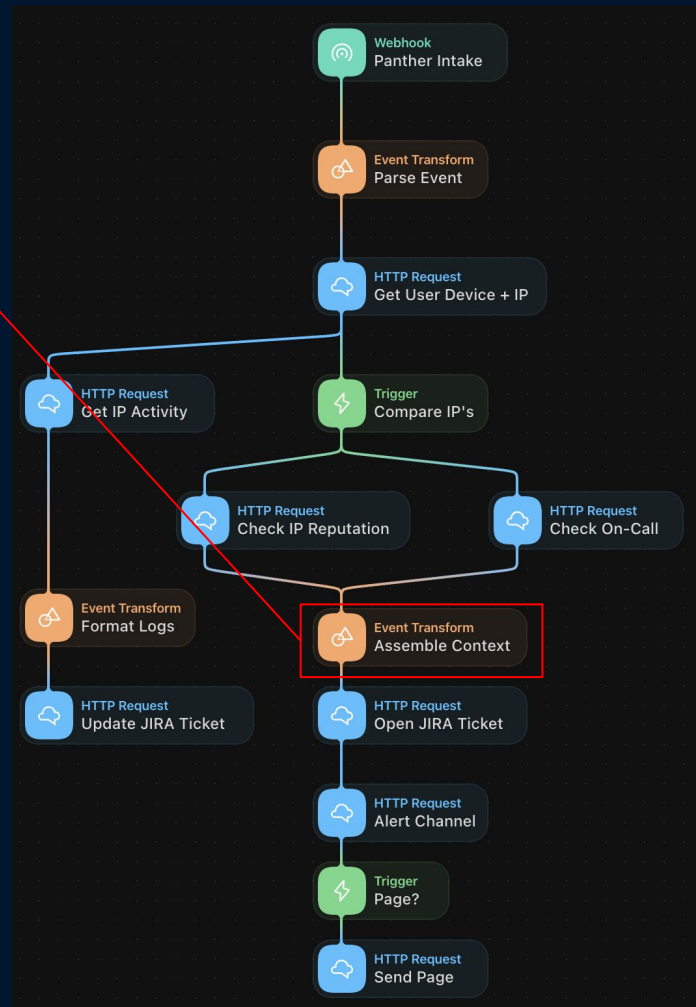 Webhook
Panther Intake
Event Transform
Parse Event
HTTP Request
Get User Device + IP
HTTP Request
Get IP Activity
Trigger
Compare IP's
HTTP Request
Check IP Reputation
HTTP Request
Check On-Call
Event Transform
Format Logs
Event Transform
Assemble Context
HTTP Request
Update JIRA Ticket
HTTP Request
Open JIRA Ticket
HTTP Request
Alert Channel
Trigger
Page?
HTTP Request
Send Page